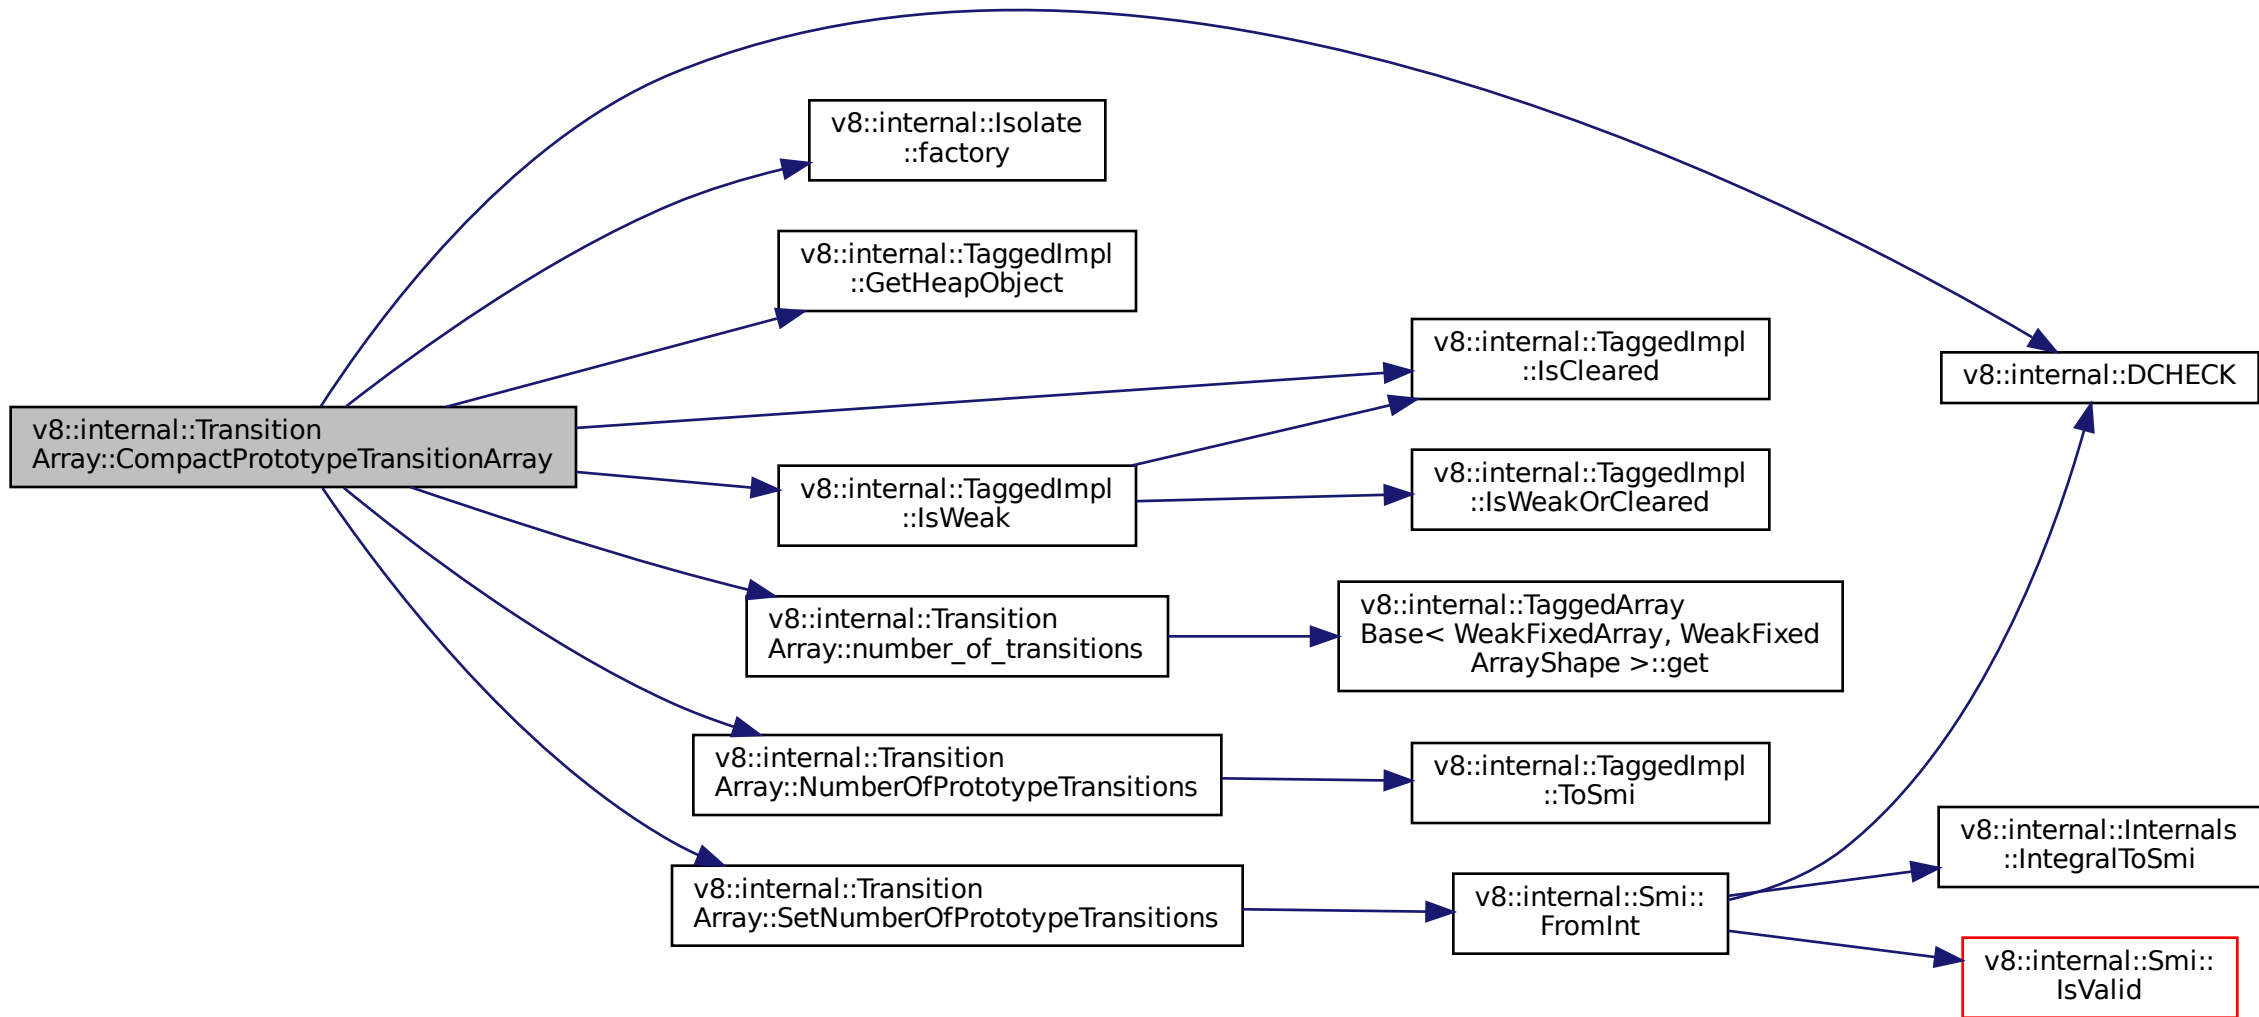 v8::internal::Isolate
::factory
v8::internal::TaggedImpl
::GetHeapObject
v8::internal::TaggedImpl
::IsCleared
v8::internal::DCHECK
v8::internal::Transition
Array::CompactPrototypeTransitionArray
v8::internal::TaggedImpl
::IsWeak
v8::internal::TaggedImpl
::IsWeakOrCleared
v8::internal::Transition
Array::number_of_transitions
v8::internal::TaggedArray
Base< WeakFixedArray, WeakFixed
ArrayShape >::get
v8::internal::Transition
Array::NumberOfPrototypeTransitions
v8::internal::TaggedImpl
::ToSmi
v8::internal::Internals
::IntegralToSmi
v8::internal::Transition
Array::SetNumberOfPrototypeTransitions
v8::internal::Smi::
FromInt
v8::internal::Smi::
IsValid